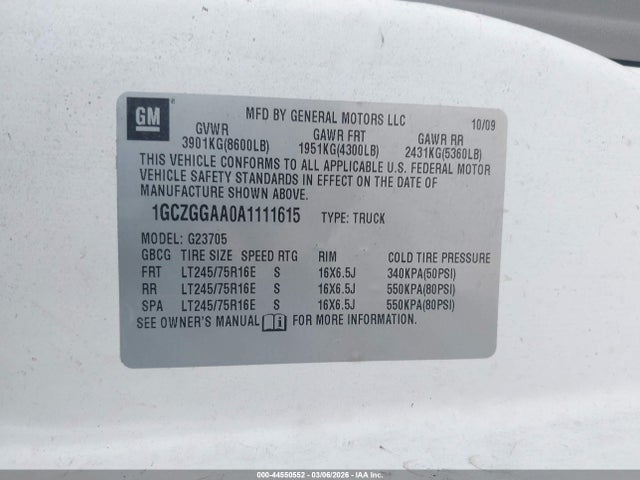 GM
MFD BY GENERAL MOTORS LLC 10/09
GVWR GAWR FRT GAWR RR
3901KG(8600LB) 1951KG(4300LB) 2431KG(5360LB)
THIS VEHICLE CONFORMS TO ALL APPLICABLE U.S. FEDERAL MOTOR
VEHICLE SAFETY STANDARDS IN EFFECT ON THE DATE OF
MANUFACTURE SHOWN ABOVE.
1GCZGGAA0A1111615 TYPE: TRUCK
MODEL: G23705
GBCG TIRE SIZE SPEED RTG RIM COLD TIRE PRESSURE
FRT LT245/75R16E S 16X6.5J 340KPA(50PSI)
RR LT245/75R16E S 16X6.5J 550KPA(80PSI)
SPA LT245/75R16E S 16X6.5J 550KPA(80PSI)
SEE OWNER'S MANUAL i FOR MORE INFORMATION.
000-44550552 | 03/06/2026 - IAA, Inc.